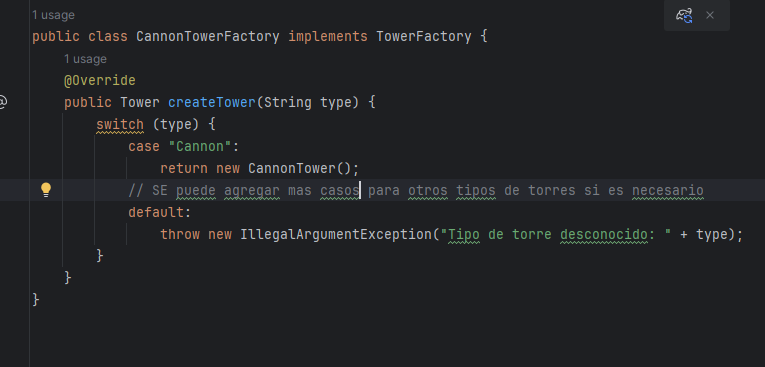 1 usage
public class CannonTowerFactory implements TowerFactory {
1 usage
@Override
public Tower createTower(String type) {
switch (type) {
case "Cannon":
return new CannonTower();
// SE puede agregar mas casos para otros tipos de torres si es necesario
default:
throw new IllegalArgumentException("Tipo de torre desconocido: " + type);
}
}
}